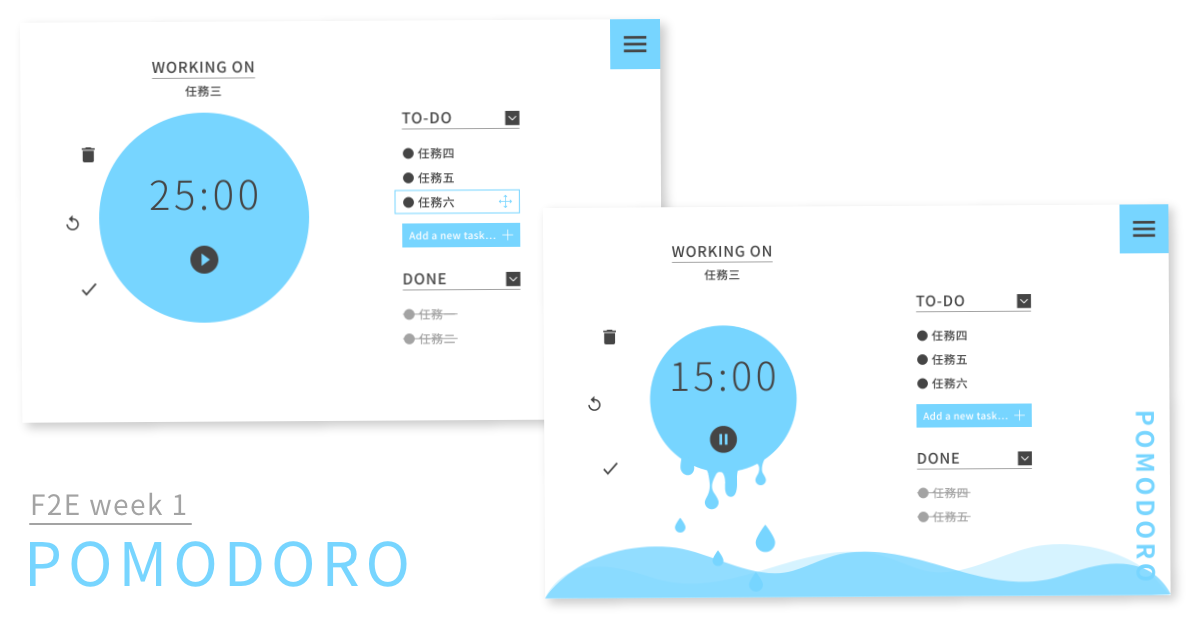 WORKING ON
任務三
25:00
TO-DO
任務四
任務五
任務六
Add a new task...
DONE
任務一
任務二
WORKING ON
任務三
15:00
TO-DO
任務四
任務五
任務六
Add a new task...
DONE
任務四
任務五
POMODORO
F2E week 1
POMODORO